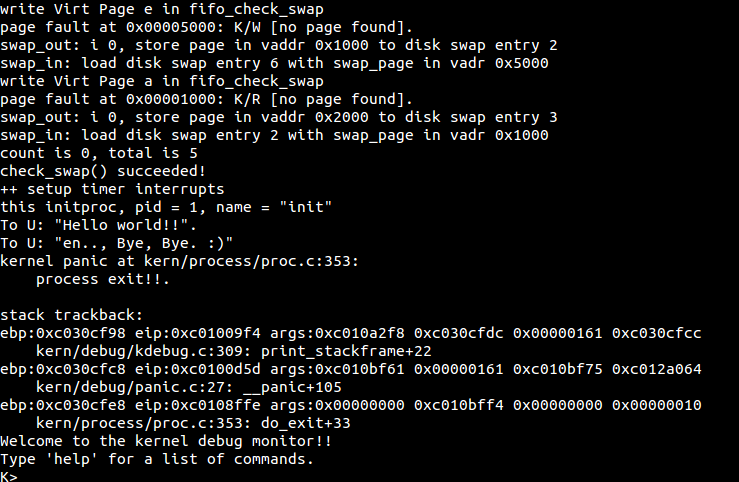 write Virt Page e in fifo_check_swap
page fault at 0x00005000: K/W [no page found].
swap_out: i 0, store page in vaddr 0x1000 to disk swap entry 2
swap_in: load disk swap entry 6 with swap_page in vadr 0x5000
write Virt Page a in fifo_check_swap
page fault at 0x00001000: K/R [no page found].
swap_out: i 0, store page in vaddr 0x2000 to disk swap entry 3
swap_in: load disk swap entry 2 with swap_page in vadr 0x1000
count is 0, total is 5
check_swap() succeeded!
++ setup timer interrupts
this initproc, pid = 1, name = "init"
To U: "Hello world!!".
To U: "en.., Bye, Bye. :)"
kernel panic at kern/process/proc.c:353:
    process exit!!.

stack trackback:
ebp:0xc030cf98 eip:0xc01009f4 args:0xc010a2f8 0xc030cfdc 0x00000161 0xc030cfcc
    kern/debug/kdebug.c:309: print_stackframe+22
ebp:0xc030cfc8 eip:0xc0100d5d args:0xc010bf61 0x00000161 0xc010bf75 0xc012a064
    kern/debug/panic.c:27: __panic+105
ebp:0xc030cfe8 eip:0xc0108ffe args:0x00000000 0xc010bff4 0x00000000 0x00000010
    kern/process/proc.c:353: do_exit+33
Welcome to the kernel debug monitor!!
Type 'help' for a list of commands.
K>